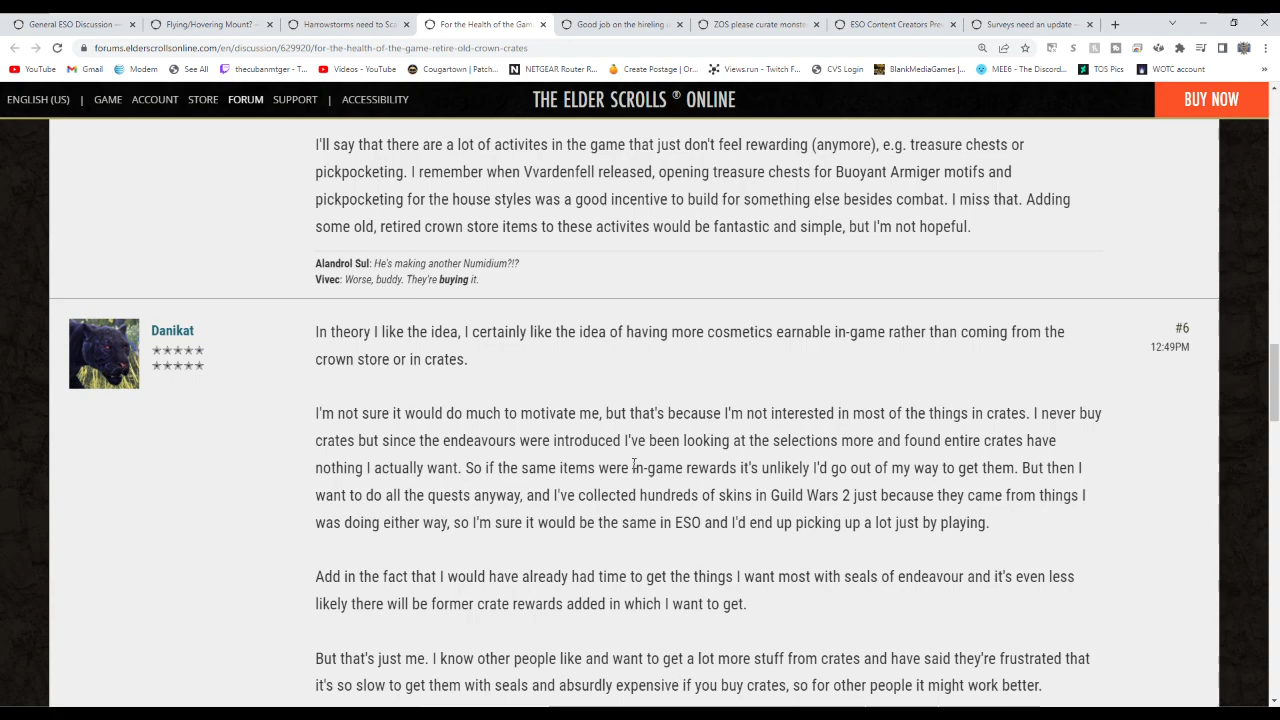 General ESO Discussion —
Flying/Hovering Mount? –
Harrowstorms need to Sc
For the Health of the Gam
Good job on the hireling u
ZOS please curate monste
ESO Content Creators Pre
Surveys need an update —
forums.elderscrollsonline.com/en/discussion/629920/for-the-health-of-the-game-retire-old-crown-crates
YouTube
Gmail
Modem
See All
thecubanmtger - T...
Videos - YouTube
Cougartown | Patch...
NETGEAR Router R...
Create Postage | Or...
Views.run - Twitch F...
CVS Login
BlankMediaGames |...
MEE6 - The Discord...
TOS Pics
WOTC account
ENGLISH (US) | GAME ACCOUNT STORE FORUM SUPPORT | ACCESSIBILITY
THE ELDER SCROLLS ® ONLINE
BUY NOW
I'll say that there are a lot of activites in the game that just don't feel rewarding (anymore), e.g. treasure chests or
pickpocketing. I remember when Vvardenfell released, opening treasure chests for Buoyant Armiger motifs and
pickpocketing for the house styles was a good incentive to build for something else besides combat. I miss that. Adding
some old, retired crown store items to these activites would be fantastic and simple, but I'm not hopeful.
Alandrol Sul: He's making another Numidium?!?
Vivec: Worse, buddy. They're buying it.
Danikat
#6
12:49PM
In theory I like the idea, I certainly like the idea of having more cosmetics earnable in-game rather than coming from the
crown store or in crates.
I'm not sure it would do much to motivate me, but that's because I'm not interested in most of the things in crates. I never buy
crates but since the endeavours were introduced I've been looking at the selections more and found entire crates have
nothing I actually want. So if the same items were in-game rewards it's unlikely I'd go out of my way to get them. But then I
want to do all the quests anyway, and I've collected hundreds of skins in Guild Wars 2 just because they came from things I
was doing either way, so I'm sure it would be the same in ESO and I'd end up picking up a lot just by playing.
Add in the fact that I would have already had time to get the things I want most with seals of endeavour and it's even less
likely there will be former crate rewards added in which I want to get.
But that's just me. I know other people like and want to get a lot more stuff from crates and have said they're frustrated that
it's so slow to get them with seals and absurdly expensive if you buy crates, so for other people it might work better.